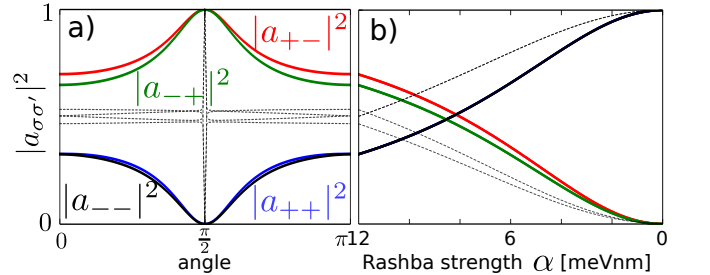 1
a)
|a₊₋|²
b)
|a₋₊|²
|aσσ′|²
|a₋₋|²
|a₊₊|²
0
0
π/2
π
12
6
0
angle
Rashba strength α [meVnm]